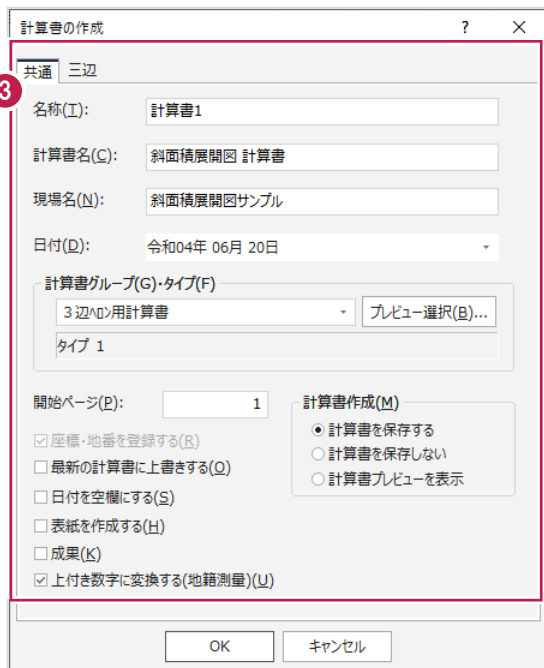 計算書の作成 ? ×
共通 三辺
3
名称(T): 計算書1
計算書名(C): 斜面積展開図 計算書
現場名(N): 斜面積展開図サンプル
日付(D): 令和04年 06月 20日
計算書グループ(G)・タイプ(F)
３辺ﾍﾛﾝ用計算書 プレビュー選択(B)...
タイプ 1
開始ページ(P): 1
計算書作成(M)
計算書を保存する
計算書を保存しない
計算書プレビューを表示
座標・地番を登録する(R)
最新の計算書に上書きする(O)
日付を空欄にする(S)
表紙を作成する(H)
成果(K)
上付き数字に変換する(地籍測量)(U)
OK キャンセル